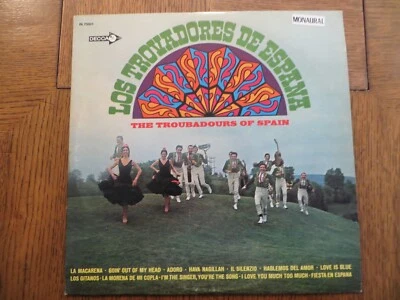 DECCA
MONAURAL
LOS TROVADORES DE ESPAÑA
THE TROUBADOURS OF SPAIN
LA MACARENA · GOIN' OUT OF MY HEAD · ADORO · HAVA NAGILLAH · IL SILENZIO · HABLEMOS DEL AMOR · LOVE IS BLUE
LOS GITANOS · LA MORENA DE MI COPLA · I'M THE SINGER, YOU'RE THE SONG · I LOVE YOU MUCH TOO MUCH · FIESTA EN ESPAÑA